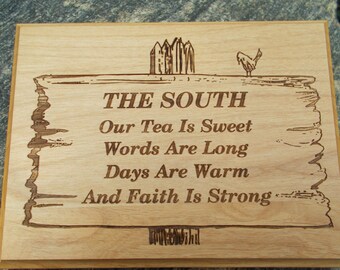 THE SOUTH
Our Tea Is Sweet
Words Are Long
Days Are Warm
And Faith Is Strong